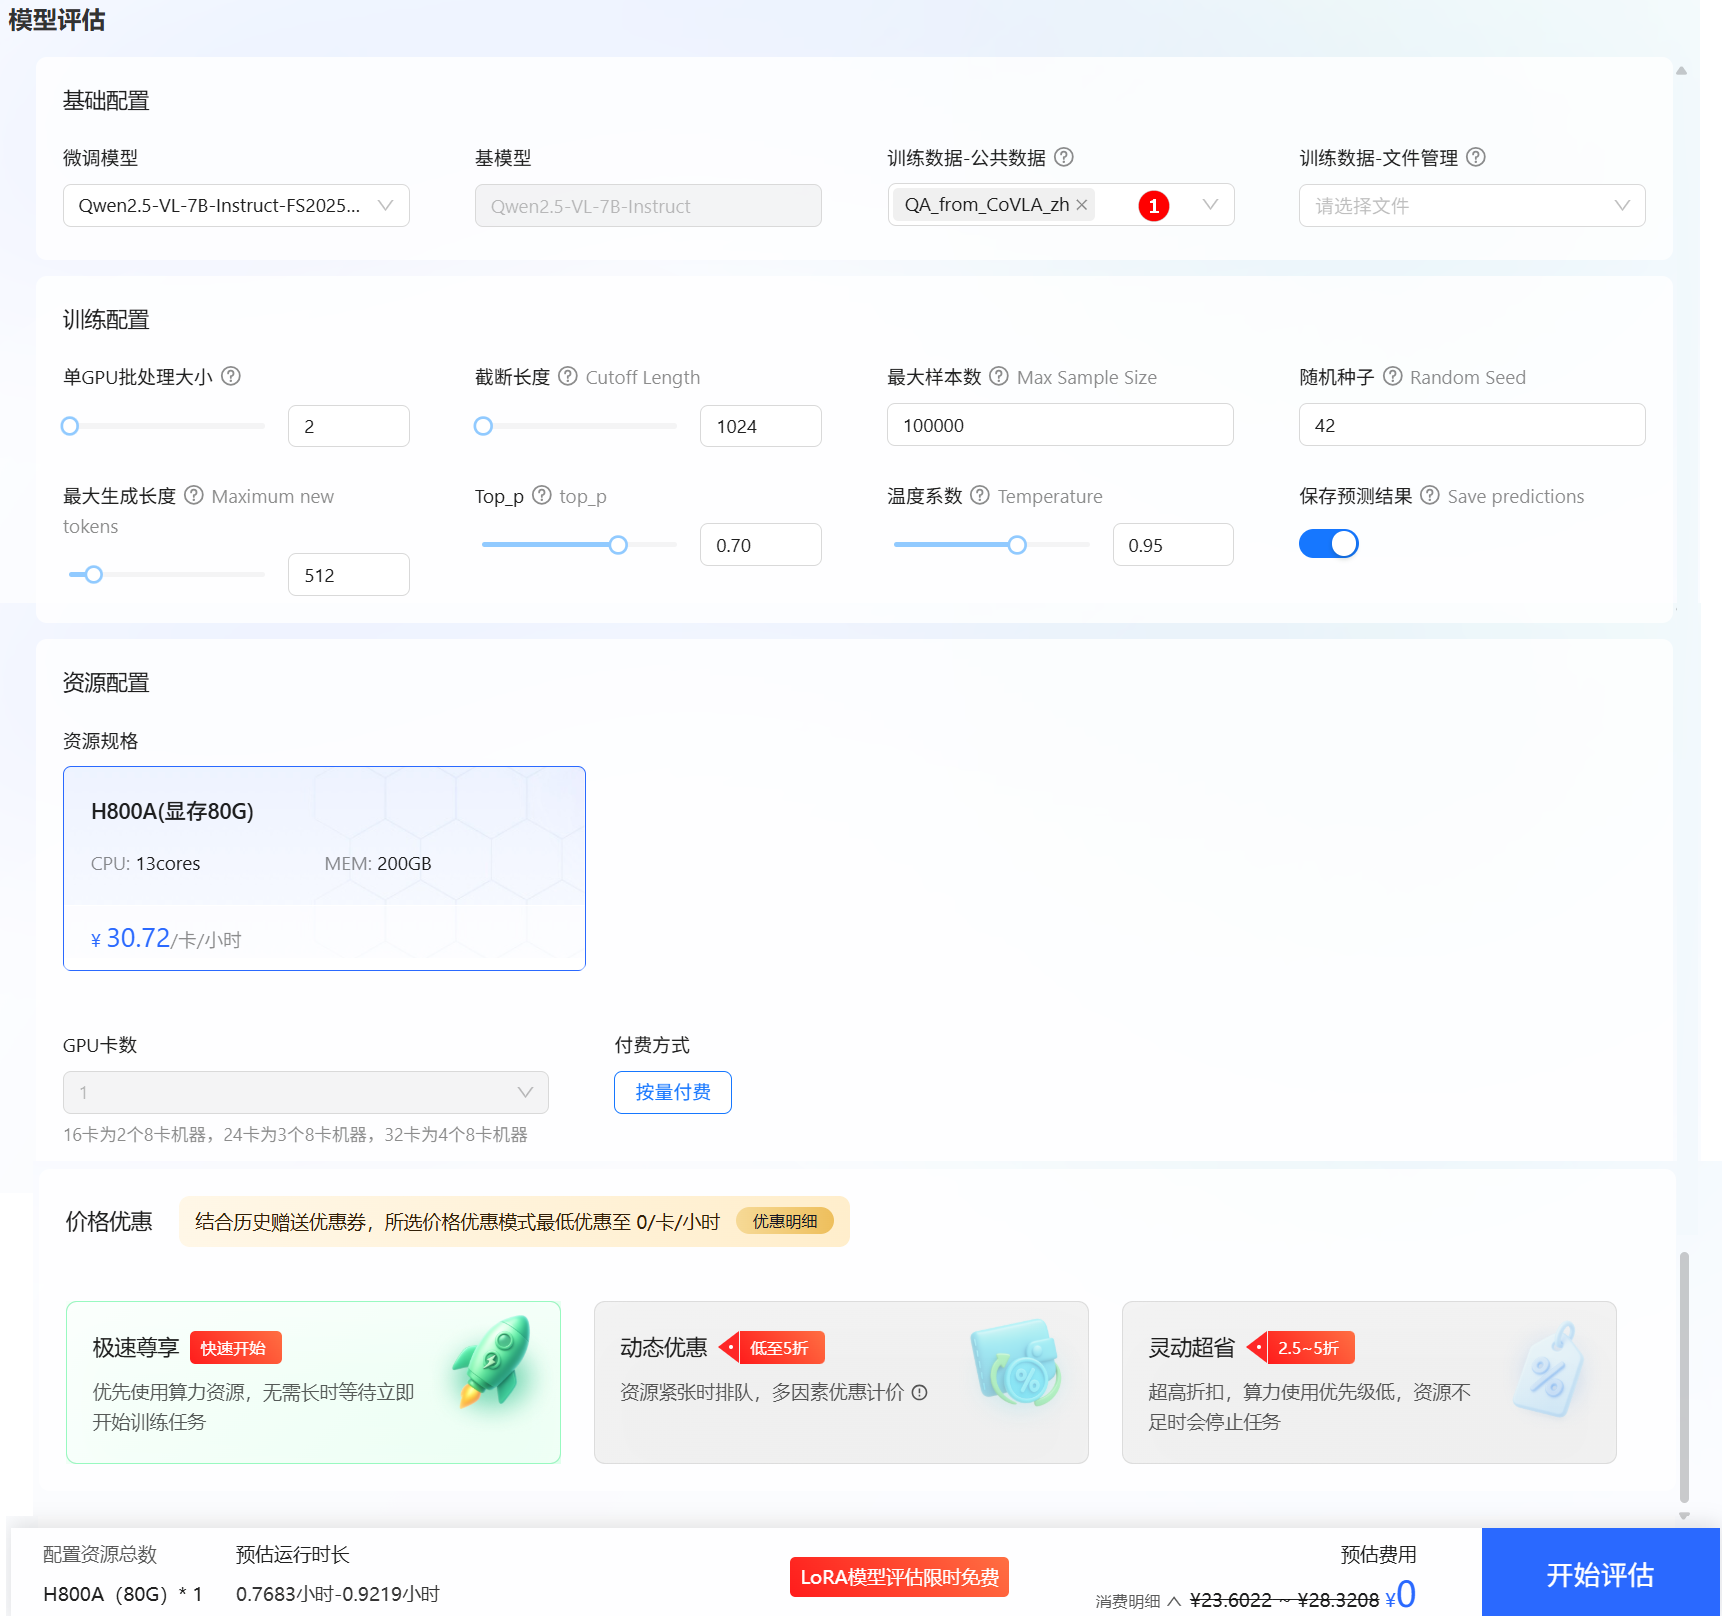 模型评估
基础配置
微调模型
基模型
训练数据-公共数据
训练数据-文件管理
Qwen2.5-VL-7B-Instruct-FS2025...
Qwen2.5-VL-7B-Instruct
QA_from_CoVLA_zh
1
请选择文件
训练配置
单GPU批处理大小
截断长度 Cutoff Length
最大样本数 Max Sample Size
随机种子 Random Seed
2
1024
100000
42
最大生成长度 Maximum new
tokens
Top_p top_p
温度系数 Temperature
保存预测结果 Save predictions
512
0.70
0.95
资源配置
资源规格
H800A(显存80G)
CPU: 13cores
MEM: 200GB
¥ 30.72/卡/小时
GPU卡数
付费方式
1
按量付费
16卡为2个8卡机器，24卡为3个8卡机器，32卡为4个8卡机器
价格优惠
结合历史赠送优惠券，所选价格优惠模式最低优惠至 0/卡/小时
优惠明细
极速尊享 快速开始
优先使用算力资源，无需长时等待立即
开始训练任务
动态优惠 低至5折
资源紧张时排队，多因素优惠计价
灵动超省 2.5~5折
超高折扣，算力使用优先级低，资源不
足时会停止任务
配置资源总数
H800A（80G）* 1
预估运行时长
0.7683小时-0.9219小时
LoRA模型评估限时免费
预估费用
消费明细 ¥23.6022 ~ ¥28.3208 ¥0
开始评估